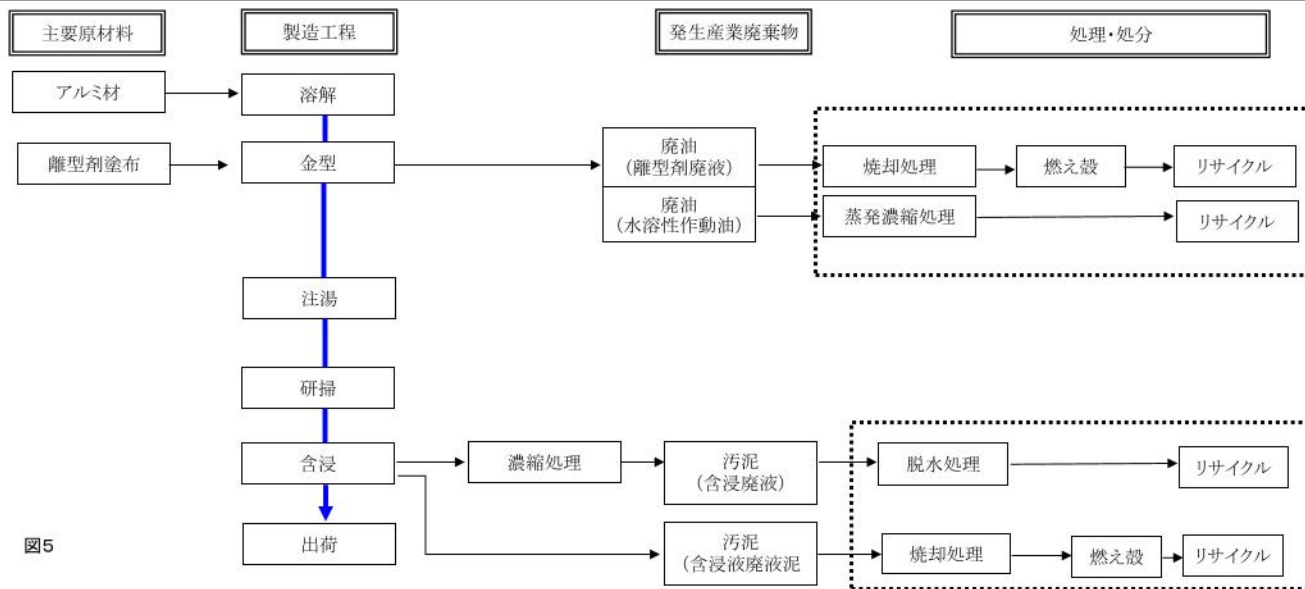 主要原材料
製造工程
発生産業廃棄物
処理・処分
アルミ材
溶解
離型剤塗布
金型
廃油
(離型剤廃液)
焼却処理
燃え殻
リサイクル
廃油
(水溶性作動油)
蒸発濃縮処理
リサイクル
注湯
研掃
含浸
濃縮処理
汚泥
(含浸廃液)
脱水処理
リサイクル
図5
出荷
汚泥
(含浸液廃液泥
焼却処理
燃え殻
リサイクル